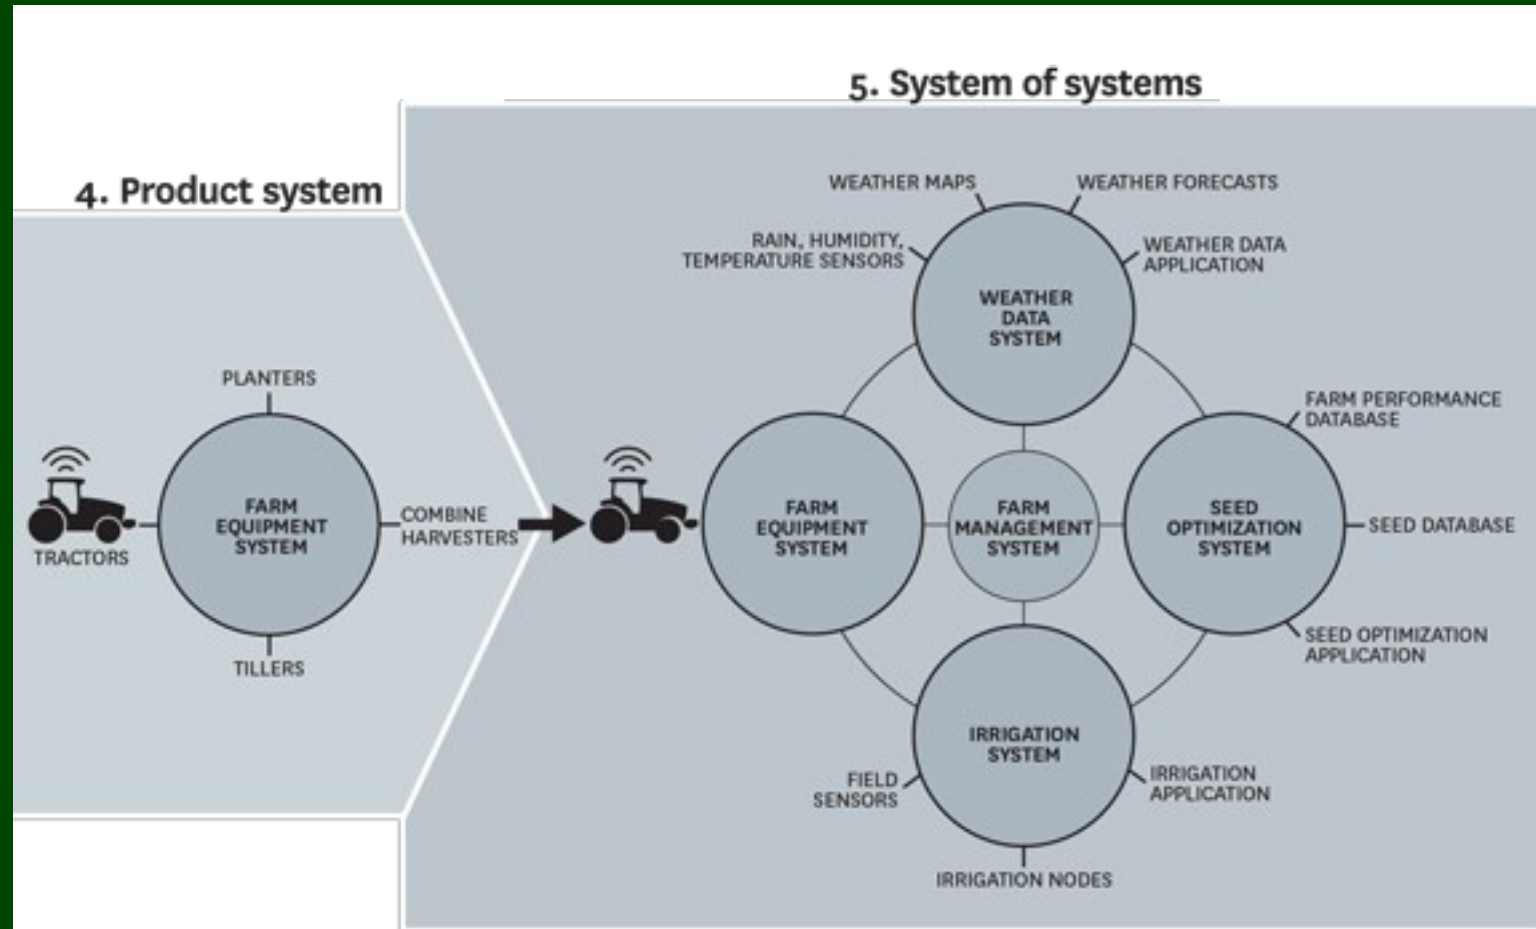 5. System of systems
4. Product system
PLANTERS
TRACTORS
FARM
EQUIPMENT
SYSTEM
COMBINE
HARVESTERS
TILLERS
WEATHER MAPS
WEATHER FORECASTS
RAIN, HUMIDITY,
TEMPERATURE SENSORS
WEATHER DATA
APPLICATION
WEATHER
DATA
SYSTEM
FARM
EQUIPMENT
SYSTEM
FARM
MANAGEMENT
SYSTEM
SEED
OPTIMIZATION
SYSTEM
FARM PERFORMANCE
DATABASE
SEED DATABASE
SEED OPTIMIZATION
APPLICATION
IRRIGATION
SYSTEM
FIELD
SENSORS
IRRIGATION
APPLICATION
IRRIGATION NODES